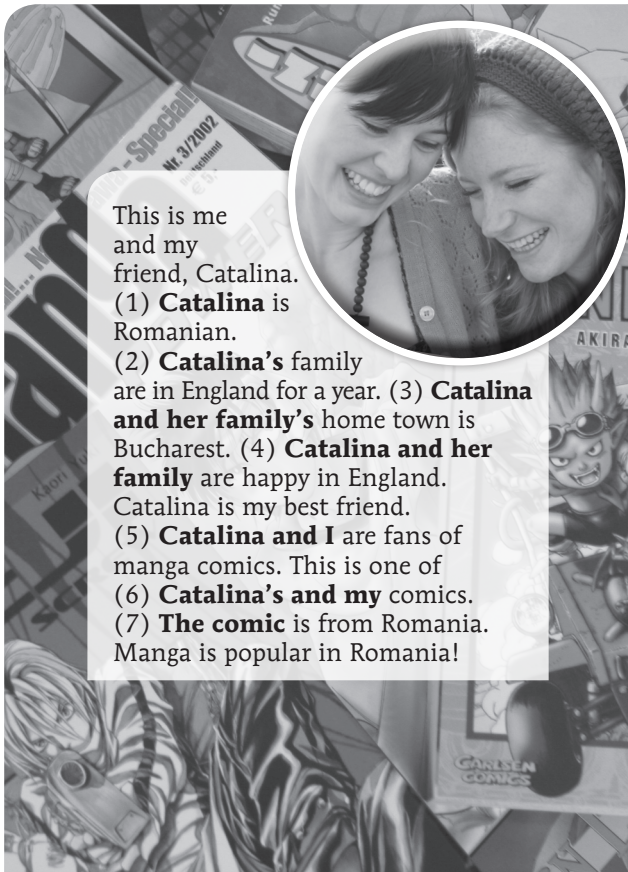 Special!
Nr. 3/2002
AKIRA
This is me
and my
friend, Catalina.
(1) Catalina is
Romanian.
(2) Catalina's family
are in England for a year. (3) Catalina
and her family's home town is
Bucharest. (4) Catalina and her
family are happy in England.
Catalina is my best friend.
(5) Catalina and I are fans of
manga comics. This is one of
(6) Catalina's and my comics.
(7) The comic is from Romania.
Manga is popular in Romania!
CARLSEN
COMICS